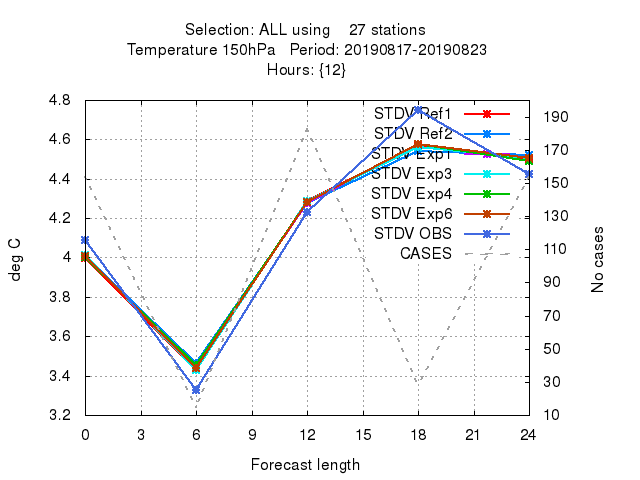 Selection: ALL using    27 stations
Temperature 150hPa   Period: 20190817-20190823
Hours: {12}
4.8
4.6
4.4
4.2
4
3.8
3.6
3.4
3.2
deg C
STDV Ref1
STDV Ref2
STDV Exp1
STDV Exp3
STDV Exp4
STDV Exp6
STDV OBS
CASES
190
170
150
130
110
90
70
50
30
10
No cases
0 3 6 9 12 15 18 21 24
Forecast length